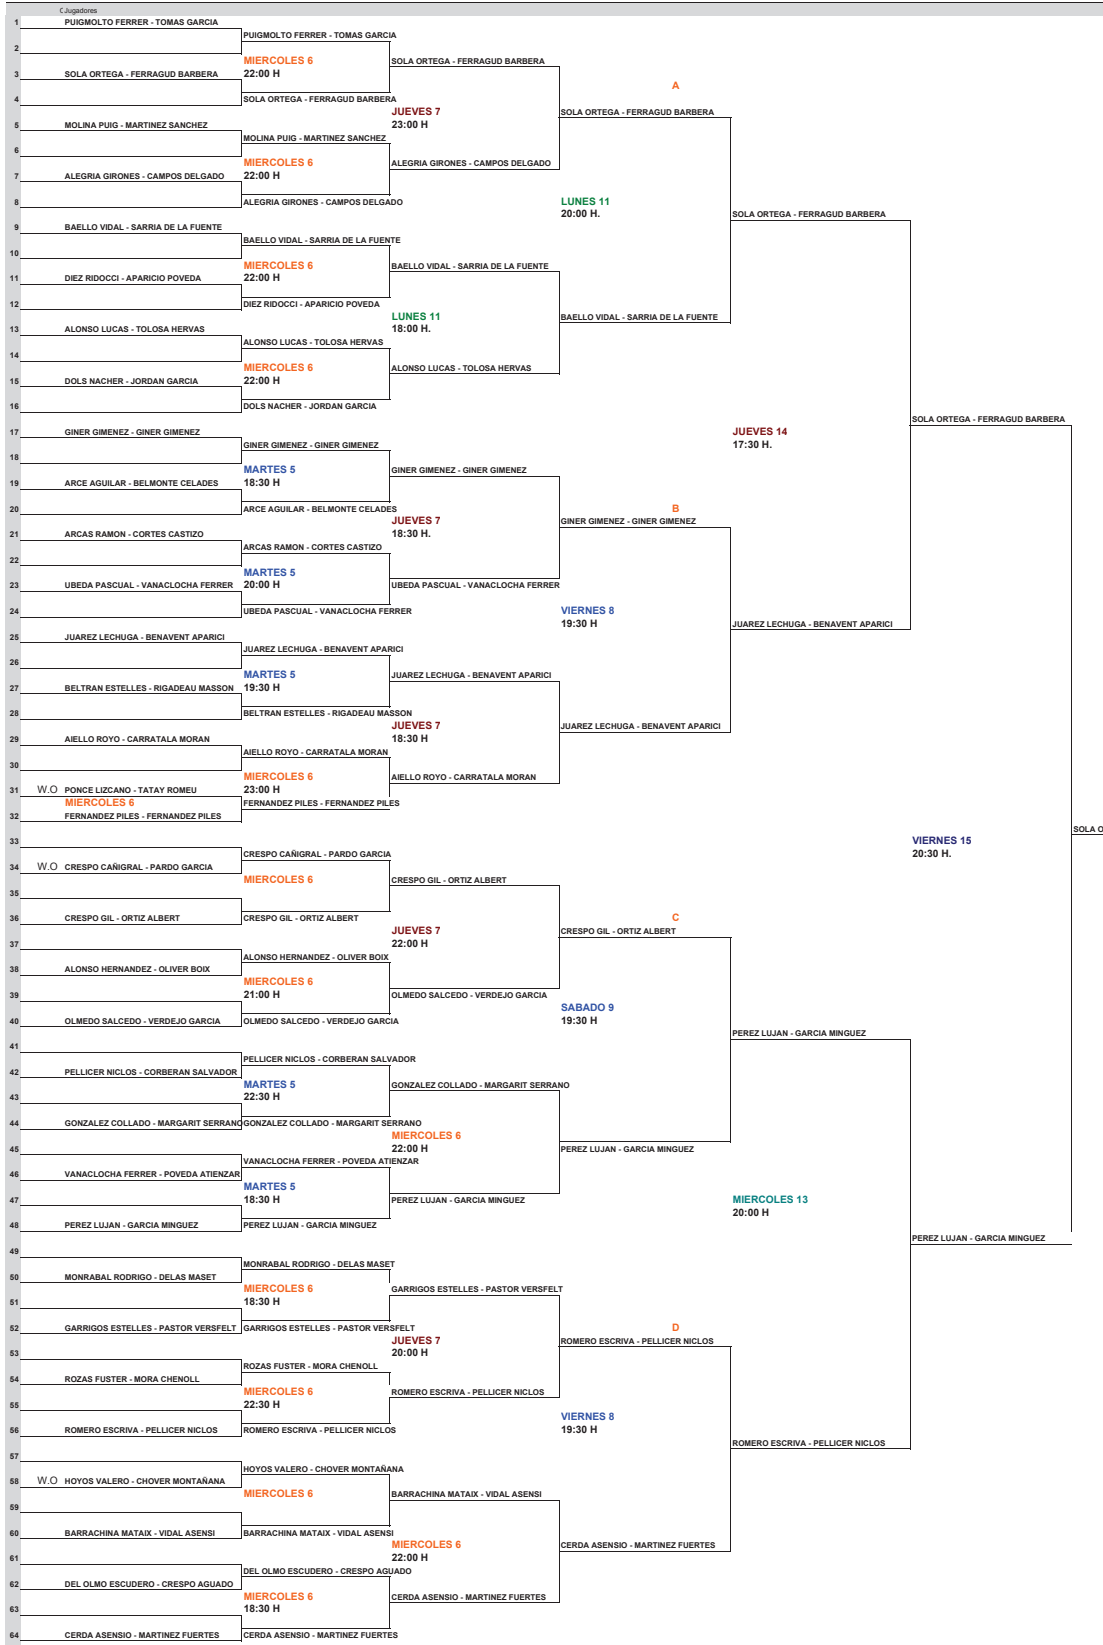 C Jugadores
1 PUIGMOLTO FERRER - TOMAS GARCIA
PUIGMOLTO FERRER - TOMAS GARCIA
2
MIERCOLES 6 SOLA ORTEGA - FERRAGUD BARBERA
3 SOLA ORTEGA - FERRAGUD BARBERA 22:00 H
A
4 SOLA ORTEGA - FERRAGUD BARBERA
JUEVES 7 SOLA ORTEGA - FERRAGUD BARBERA
5 MOLINA PUIG - MARTINEZ SANCHEZ 23:00 H
MOLINA PUIG - MARTINEZ SANCHEZ
6
MIERCOLES 6 ALEGRIA GIRONES - CAMPOS DELGADO
7 ALEGRIA GIRONES - CAMPOS DELGADO 22:00 H
8 ALEGRIA GIRONES - CAMPOS DELGADO LUNES 11
20:00 H. SOLA ORTEGA - FERRAGUD BARBERA
9 BAELLO VIDAL - SARRIA DE LA FUENTE
BAELLO VIDAL - SARRIA DE LA FUENTE
10
MIERCOLES 6 BAELLO VIDAL - SARRIA DE LA FUENTE
11 DIEZ RIDOCCI - APARICIO POVEDA 22:00 H
12 DIEZ RIDOCCI - APARICIO POVEDA
LUNES 11 BAELLO VIDAL - SARRIA DE LA FUENTE
13 ALONSO LUCAS - TOLOSA HERVAS 18:00 H.
ALONSO LUCAS - TOLOSA HERVAS
14
MIERCOLES 6 ALONSO LUCAS - TOLOSA HERVAS
15 DOLS NACHER - JORDAN GARCIA 22:00 H
16 DOLS NACHER - JORDAN GARCIA
SOLA ORTEGA - FERRAGUD BARBERA
17 GINER GIMENEZ - GINER GIMENEZ JUEVES 14
GINER GIMENEZ - GINER GIMENEZ 17:30 H.
18
MARTES 5 GINER GIMENEZ - GINER GIMENEZ
19 ARCE AGUILAR - BELMONTE CELADES 18:30 H
20 ARCE AGUILAR - BELMONTE CELADES B
JUEVES 7 GINER GIMENEZ - GINER GIMENEZ
21 ARCAS RAMON - CORTES CASTIZO 18:30 H.
ARCAS RAMON - CORTES CASTIZO
22
MARTES 5
23 UBEDA PASCUAL - VANACLOCHA FERRER 20:00 H UBEDA PASCUAL - VANACLOCHA FERRER
24 UBEDA PASCUAL - VANACLOCHA FERRER VIERNES 8
19:30 H JUAREZ LECHUGA - BENAVENT APARICI
25 JUAREZ LECHUGA - BENAVENT APARICI
JUAREZ LECHUGA - BENAVENT APARICI
26
MARTES 5 JUAREZ LECHUGA - BENAVENT APARICI
27 BELTRAN ESTELLES - RIGADEAU MASSON 19:30 H
28 BELTRAN ESTELLES - RIGADEAU MASSON
JUEVES 7 JUAREZ LECHUGA - BENAVENT APARICI
29 AIELLO ROYO - CARRATALA MORAN 18:30 H
AIELLO ROYO - CARRATALA MORAN
30
MIERCOLES 6 AIELLO ROYO - CARRATALA MORAN
31 W.O PONCE LIZCANO - TATAY ROMEU 23:00 H
MIERCOLES 6 FERNANDEZ PILES - FERNANDEZ PILES
32 FERNANDEZ PILES - FERNANDEZ PILES
SOLA O
33 VIERNES 15
CRESPO CAÑIGRAL - PARDO GARCIA 20:30 H.
34 W.O CRESPO CAÑIGRAL - PARDO GARCIA
MIERCOLES 6 CRESPO GIL - ORTIZ ALBERT
35
36 CRESPO GIL - ORTIZ ALBERT CRESPO GIL - ORTIZ ALBERT C
JUEVES 7 CRESPO GIL - ORTIZ ALBERT
37 22:00 H
ALONSO HERNANDEZ - OLIVER BOIX
38 ALONSO HERNANDEZ - OLIVER BOIX
MIERCOLES 6
39 21:00 H OLMEDO SALCEDO - VERDEJO GARCIA
SABADO 9
40 OLMEDO SALCEDO - VERDEJO GARCIA OLMEDO SALCEDO - VERDEJO GARCIA 19:30 H
PEREZ LUJAN - GARCIA MINGUEZ
41
PELLICER NICLOS - CORBERAN SALVADOR
42 PELLICER NICLOS - CORBERAN SALVADOR
MARTES 5 GONZALEZ COLLADO - MARGARIT SERRANO
43 22:30 H
44 GONZALEZ COLLADO - MARGARIT SERRANO GONZALEZ COLLADO - MARGARIT SERRANO
MIERCOLES 6
45 22:00 H PEREZ LUJAN - GARCIA MINGUEZ
VANACLOCHA FERRER - POVEDA ATIENZAR
46 VANACLOCHA FERRER - POVEDA ATIENZAR
MARTES 5
47 18:30 H PEREZ LUJAN - GARCIA MINGUEZ MIERCOLES 13
20:00 H
48 PEREZ LUJAN - GARCIA MINGUEZ PEREZ LUJAN - GARCIA MINGUEZ
PEREZ LUJAN - GARCIA MINGUEZ
49
MONRABAL RODRIGO - DELAS MASET
50 MONRABAL RODRIGO - DELAS MASET
MIERCOLES 6 GARRIGOS ESTELLES - PASTOR VERSFELT
51 18:30 H
52 GARRIGOS ESTELLES - PASTOR VERSFELT GARRIGOS ESTELLES - PASTOR VERSFELT D
JUEVES 7 ROMERO ESCRIVA - PELLICER NICLOS
53 20:00 H
ROZAS FUSTER - MORA CHENOLL
54 ROZAS FUSTER - MORA CHENOLL
MIERCOLES 6 ROMERO ESCRIVA - PELLICER NICLOS
55 22:30 H
VIERNES 8
56 ROMERO ESCRIVA - PELLICER NICLOS ROMERO ESCRIVA - PELLICER NICLOS 19:30 H
ROMERO ESCRIVA - PELLICER NICLOS
57
HOYOS VALERO - CHOVER MONTAÑANA
58 W.O HOYOS VALERO - CHOVER MONTAÑANA
MIERCOLES 6 BARRACHINA MATAIX - VIDAL ASENSI
59
60 BARRACHINA MATAIX - VIDAL ASENSI BARRACHINA MATAIX - VIDAL ASENSI
MIERCOLES 6 CERDA ASENSIO - MARTINEZ FUERTES
61 22:00 H
DEL OLMO ESCUDERO - CRESPO AGUADO
62 DEL OLMO ESCUDERO - CRESPO AGUADO
MIERCOLES 6 CERDA ASENSIO - MARTINEZ FUERTES
63 18:30 H
64 CERDA ASENSIO - MARTINEZ FUERTES CERDA ASENSIO - MARTINEZ FUERTES